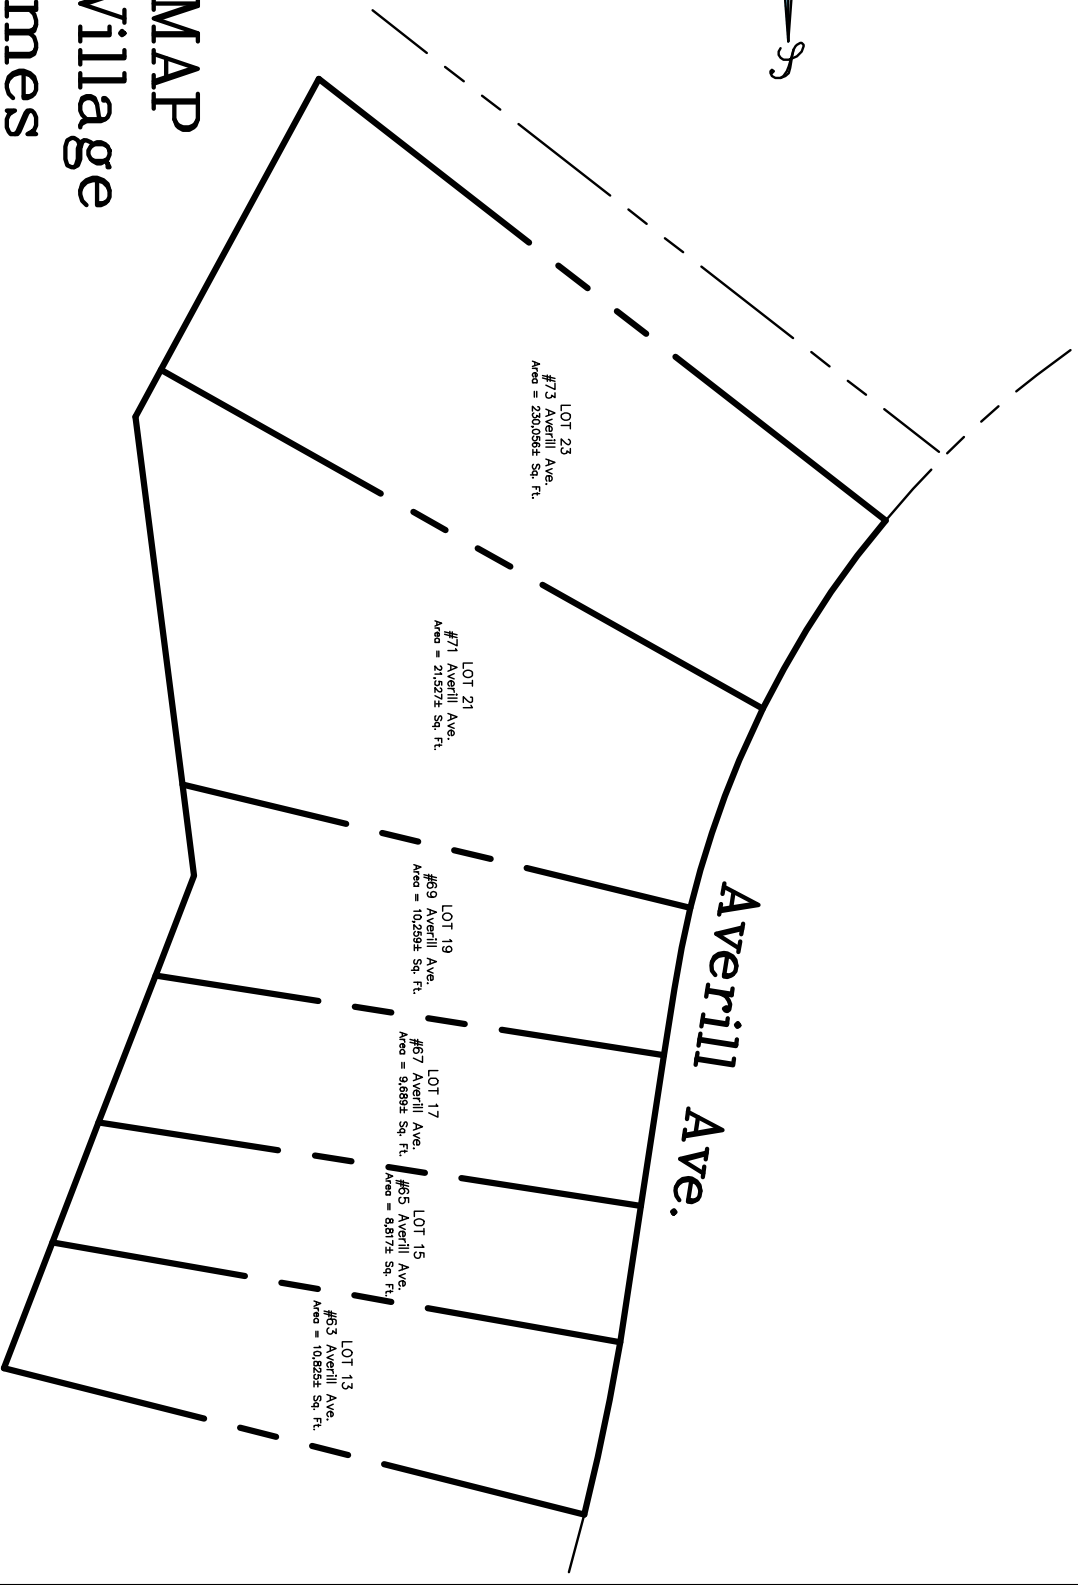 S
MAP
Village
mes
Averill Ave.
LOT 23
#73 Averill Ave.
Area = 230,056± Sq. Ft.
LOT 21
#71 Averill Ave.
Area = 21,527± Sq. Ft.
LOT 19
#69 Averill Ave.
Area = 10,259± Sq. Ft.
LOT 17
#67 Averill Ave.
Area = 9,689± Sq. Ft.
LOT 15
#65 Averill Ave.
Area = 8,817± Sq. Ft.
LOT 13
#63 Averill Ave.
Area = 10,825± Sq. Ft.